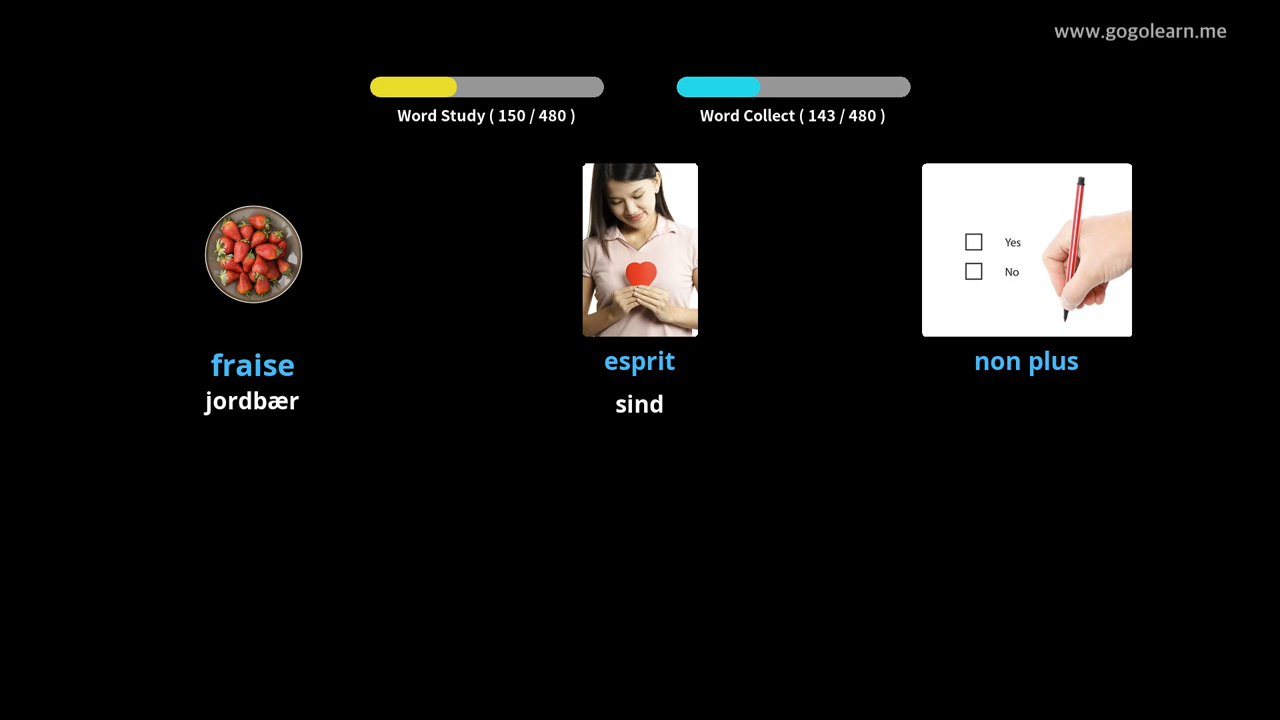 www.gogolearn.me
Word Study ( 150 / 480 )
Word Collect ( 143 / 480 )
Yes
No
fraise
jordbær
esprit
sind
non plus